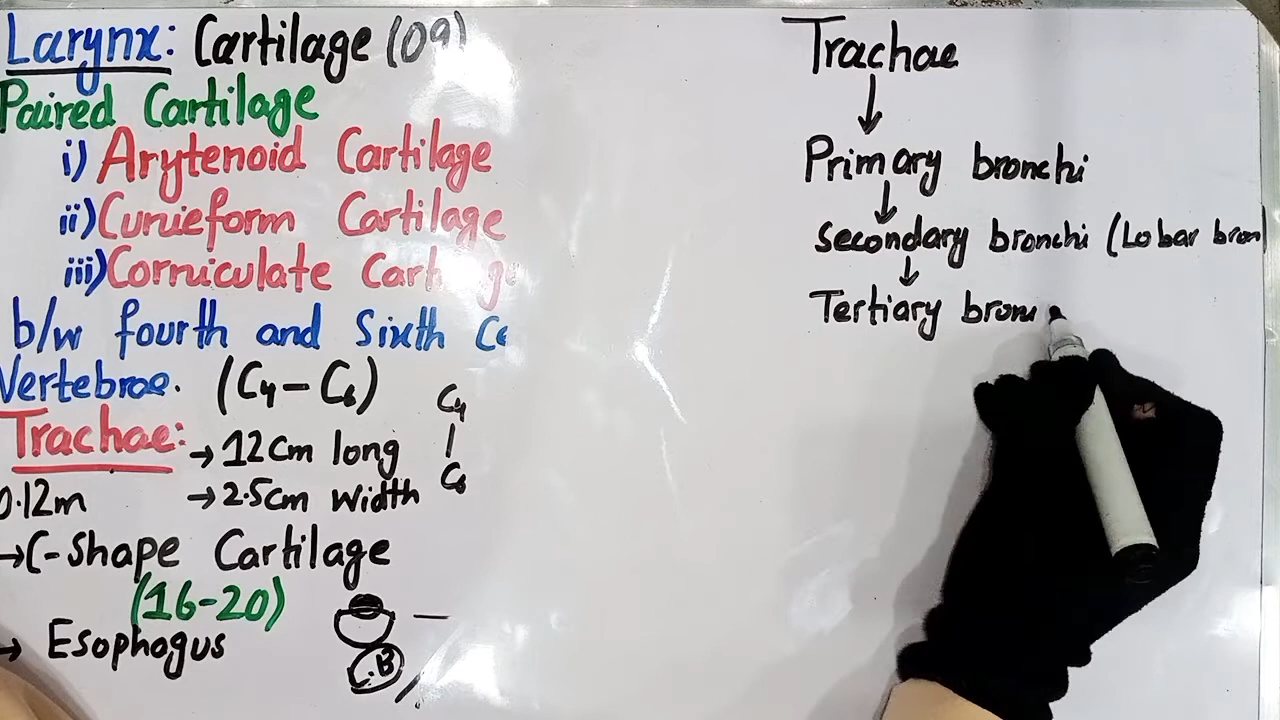 Larynx: Cartilage (09)
Paired Cartilage
i) Arytenoid Cartilage
ii) Cunieform Cartilage
iii) Corniculate
b/w fourth and Sixth
Vertebrae. (C4-C6)
C4
C6
Trachae: → 12cm long
0.12m → 2.5cm width
→ C-Shape Cartilage
(16-20)
→ Esophogus
B
Trachae
Primary bronchi
Secondary bronchi (Lobar bron
Tertiary bron